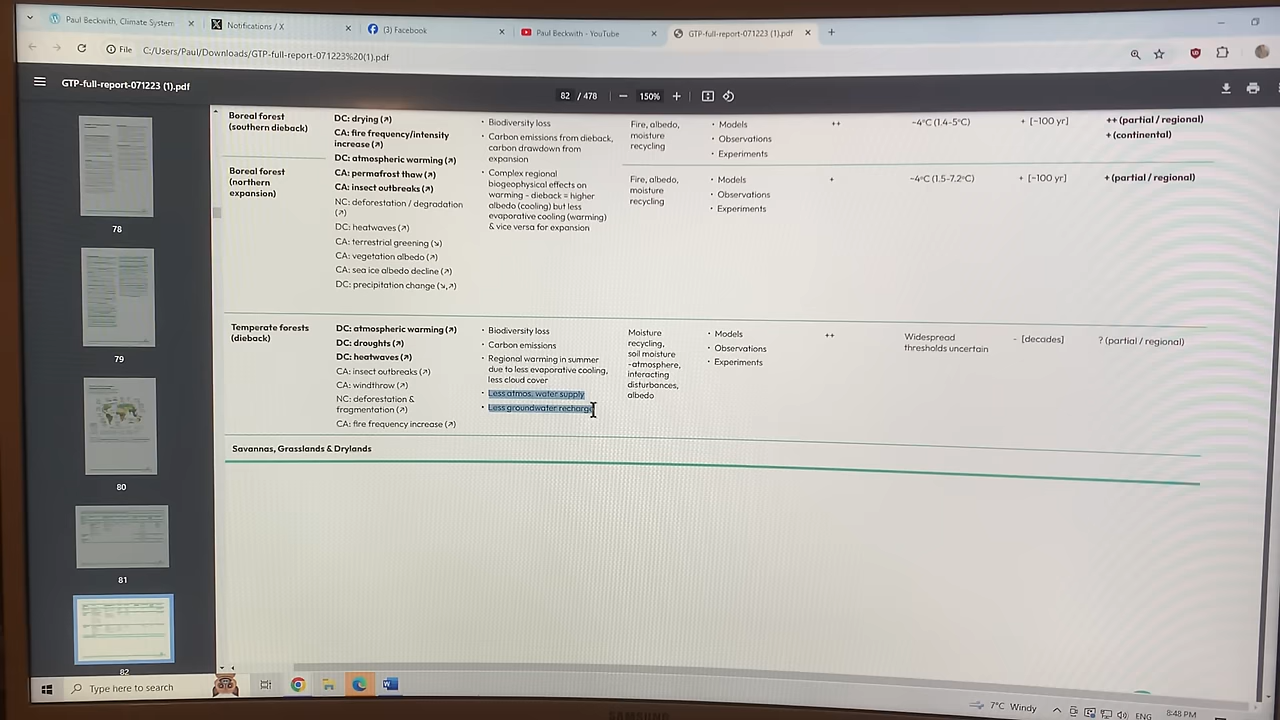 Paul Beckwith, Climate System
Notifications / X
(3) Facebook
Paul Beckwith - YouTube
GTP-full-report-071223 (1).pdf
File C:/Users/Paul/Downloads/GTP-full-report-071223%20(1).pdf
GTP-full-report-071223 (1).pdf
82 / 478
150%
78
79
80
81
82
Boreal forest
(southern dieback)
DC: drying (↗)
CA: fire frequency/intensity
increase (↗)
Boreal forest
(northern
expansion)
DC: atmospheric warming (↗)
CA: permafrost thaw (↗)
CA: insect outbreaks (↗)
NC: deforestation / degradation
(↗)
DC: heatwaves (↗)
CA: terrestrial greening (↘)
CA: vegetation albedo (↗)
CA: sea ice albedo decline (↗)
DC: precipitation change (↘,↗)
• Biodiversity loss
• Carbon emissions from dieback,
carbon drawdown from
expansion
• Complex regional
biogeophysical effects on
warming - dieback = higher
albedo (cooling) but less
evaporative cooling (warming)
& vice versa for expansion
Fire, albedo,
moisture
recycling
• Models
• Observations
• Experiments
++
~4°C (1.4-5°C)
+ [~100 yr]
++ (partial / regional)
+ (continental)
Fire, albedo,
moisture
recycling
• Models
• Observations
• Experiments
+
~4°C (1.5-7.2°C)
+ [~100 yr]
+ (partial / regional)
Temperate forests
(dieback)
DC: atmospheric warming (↗)
DC: droughts (↗)
DC: heatwaves (↗)
CA: insect outbreaks (↗)
CA: windthrow (↗)
NC: deforestation &
fragmentation (↗)
CA: fire frequency increase (↗)
• Biodiversity loss
• Carbon emissions
• Regional warming in summer
due to less evaporative cooling,
less cloud cover
• Less atmos. water supply
• Less groundwater recharge
Moisture
recycling,
soil moisture
-atmosphere,
interacting
disturbances,
albedo
• Models
• Observations
• Experiments
++
Widespread
thresholds uncertain
- [decades]
? (partial / regional)
Savannas, Grasslands & Drylands
Type here to search
7°C Windy
ENG
8:48 PM
SAMSUNG